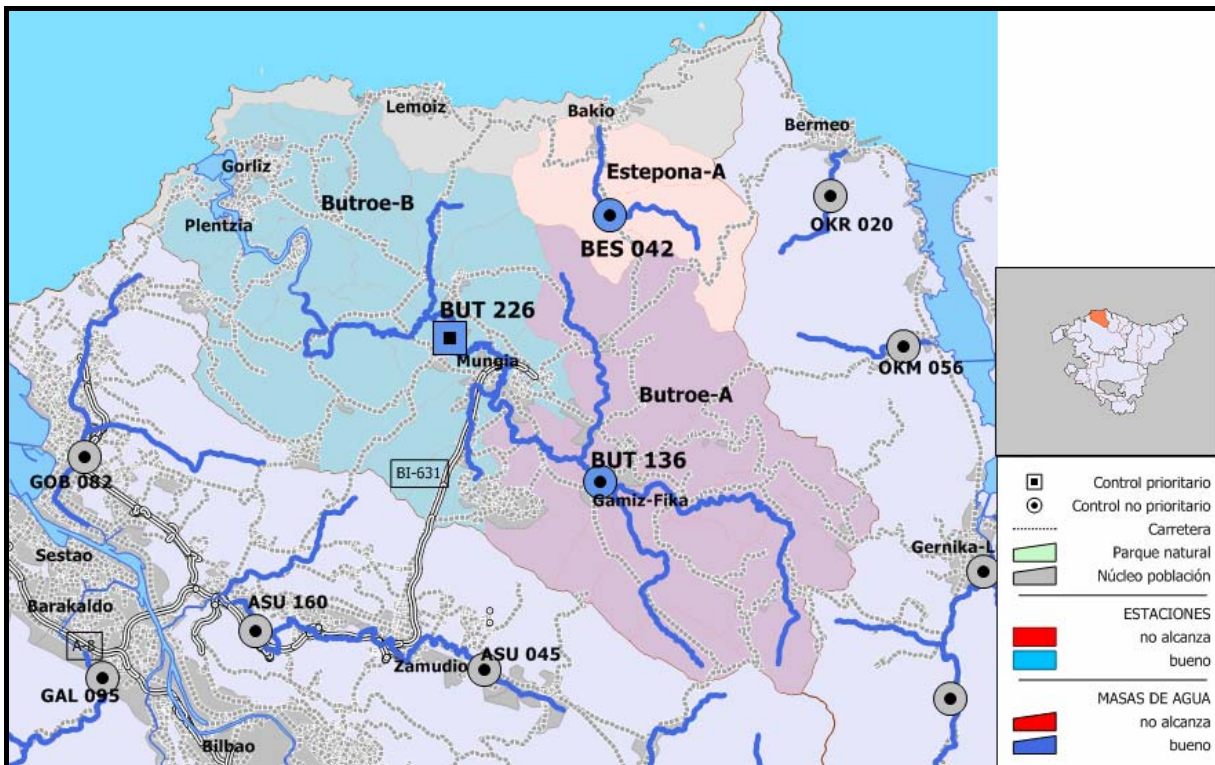 Lemoiz
Bakio
Bermeo
Gorliz
Estepona-A
Butroe-B
Plentzia
OKR 020
BES 042
BUT 226
Mungia
OKM 056
Butroe-A
BUT 136
BI-631
GOB 082
Gamiz-Fika
Sestao
Gernika-L
Barakaldo
ASU 160
A-8
Zamudio
ASU 045
GAL 095
Bilbao
Control prioritario
Control no prioritario
Carretera
Parque natural
Núcleo población
ESTACIONES
no alcanza
bueno
MASAS DE AGUA
no alcanza
bueno